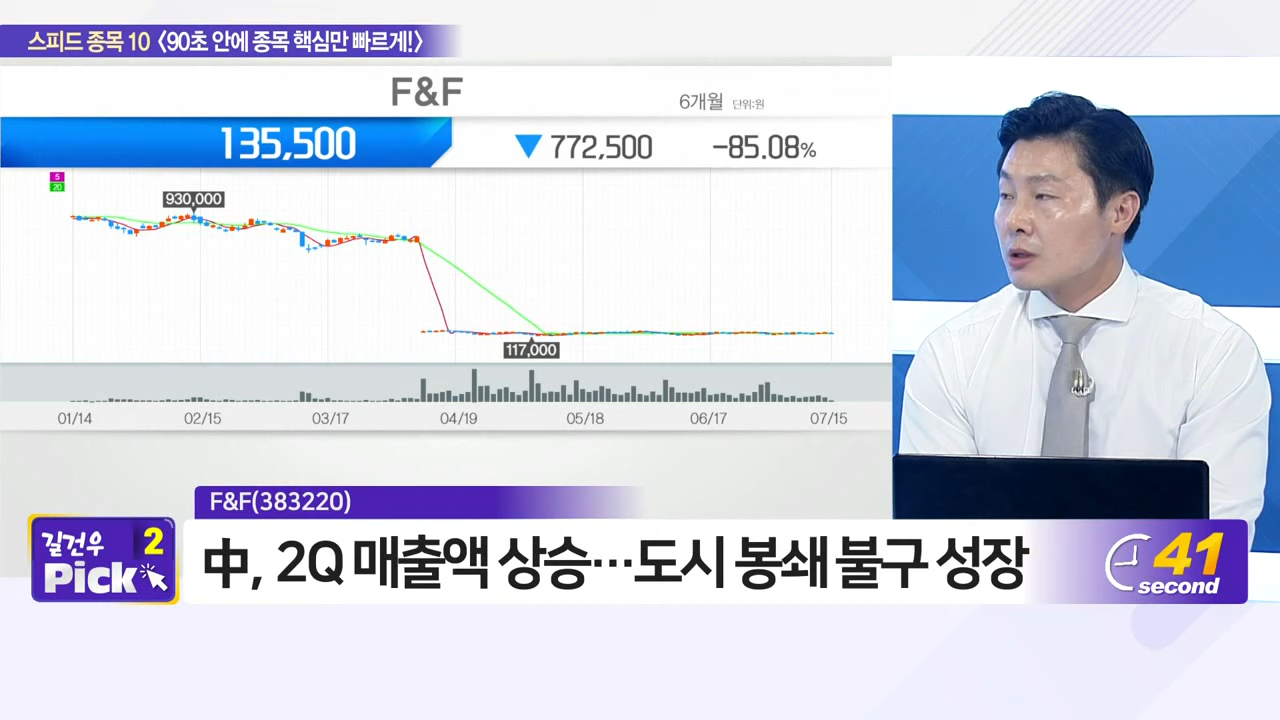 스피드 종목 10 〈90초 안에 종목 핵심만 빠르게!〉
F&F
6개월 단위:원
135,500 ▼772,500 -85.08%
5
20
930,000
117,000
01/14 02/15 03/17 04/19 05/18 06/17 07/15
F&F(383220)
길건우 2
Pick
中, 2Q 매출액 상승…도시 봉쇄 불구 성장
41
second